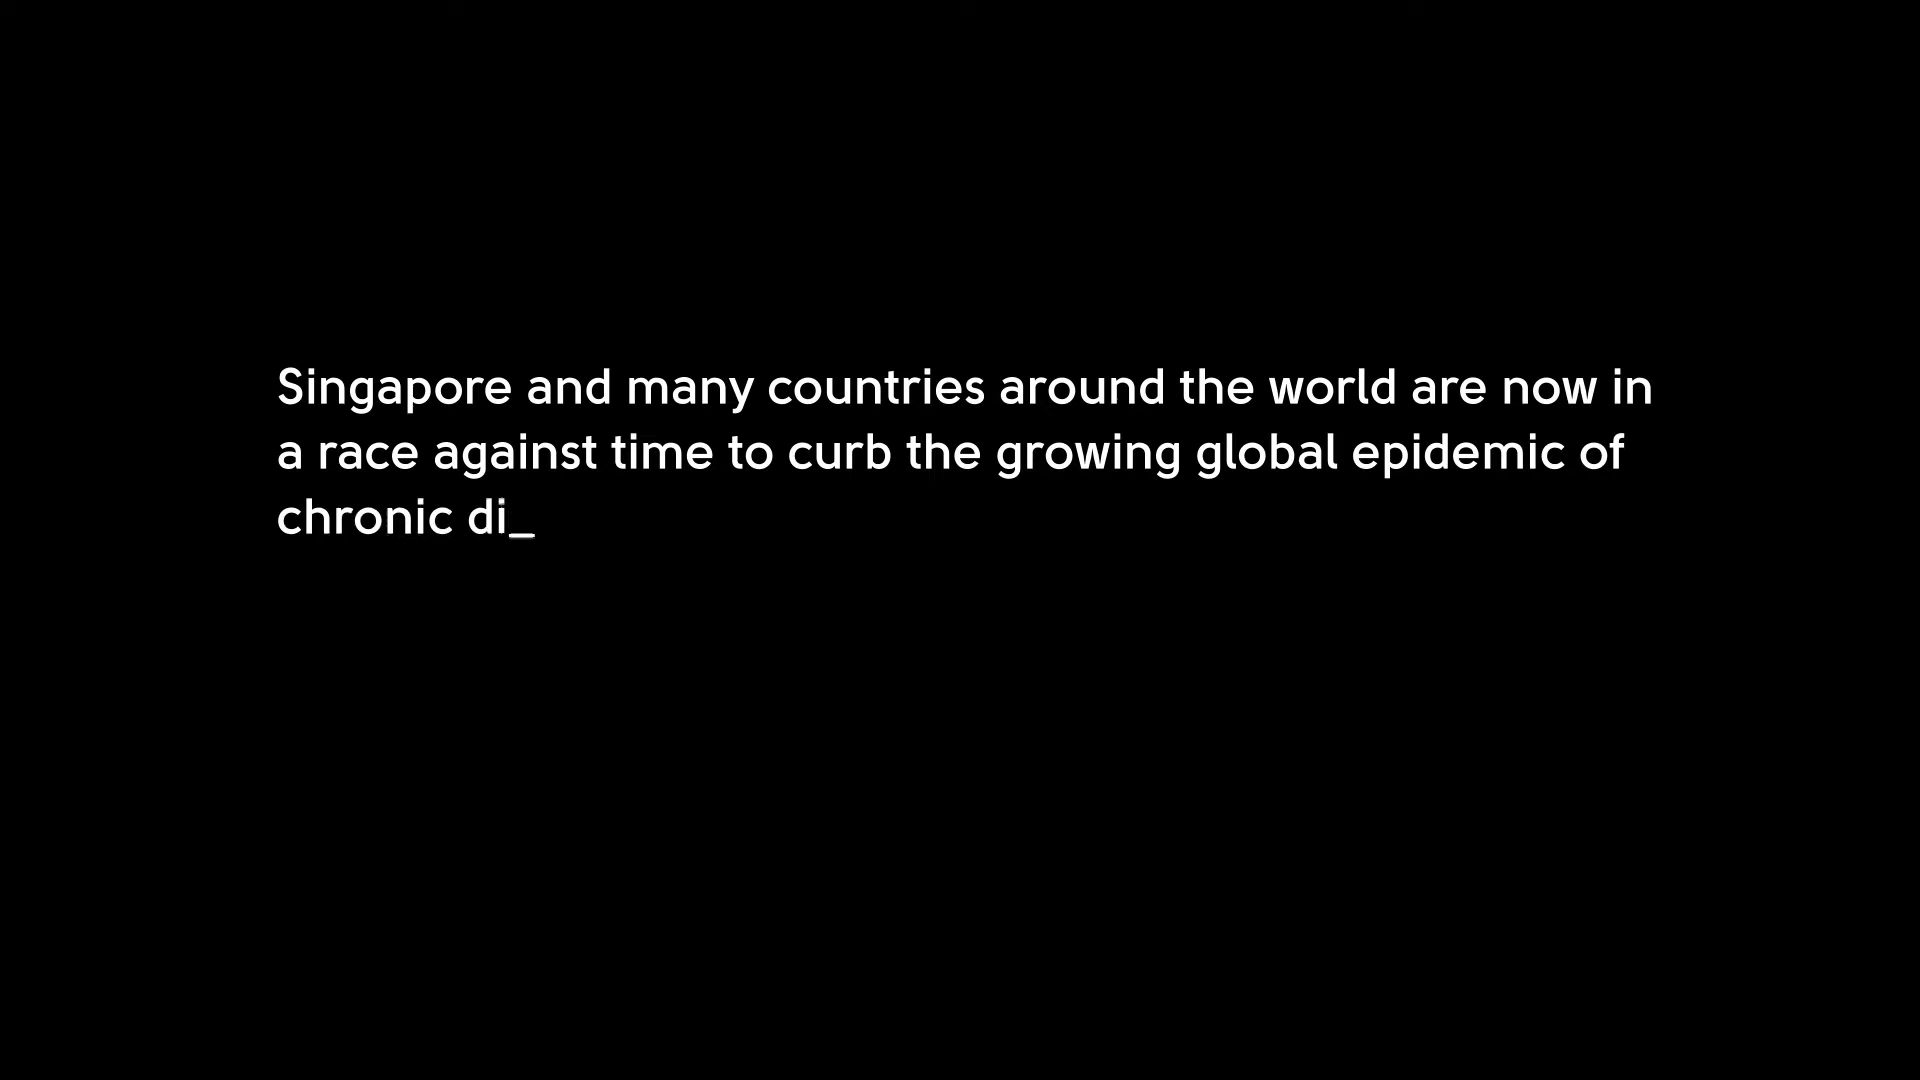 Singapore and many countries around the world are now in
a race against time to curb the growing global epidemic of
chronic di_